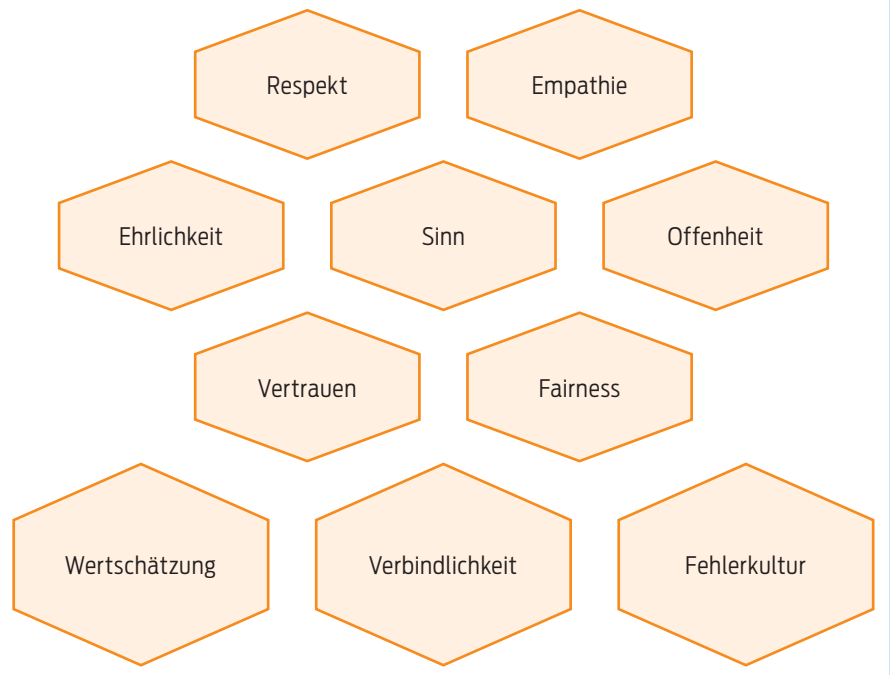 Respekt
Empathie
Ehrlichkeit
Sinn
Offenheit
Vertrauen
Fairness
Wertschätzung
Verbindlichkeit
Fehlerkultur